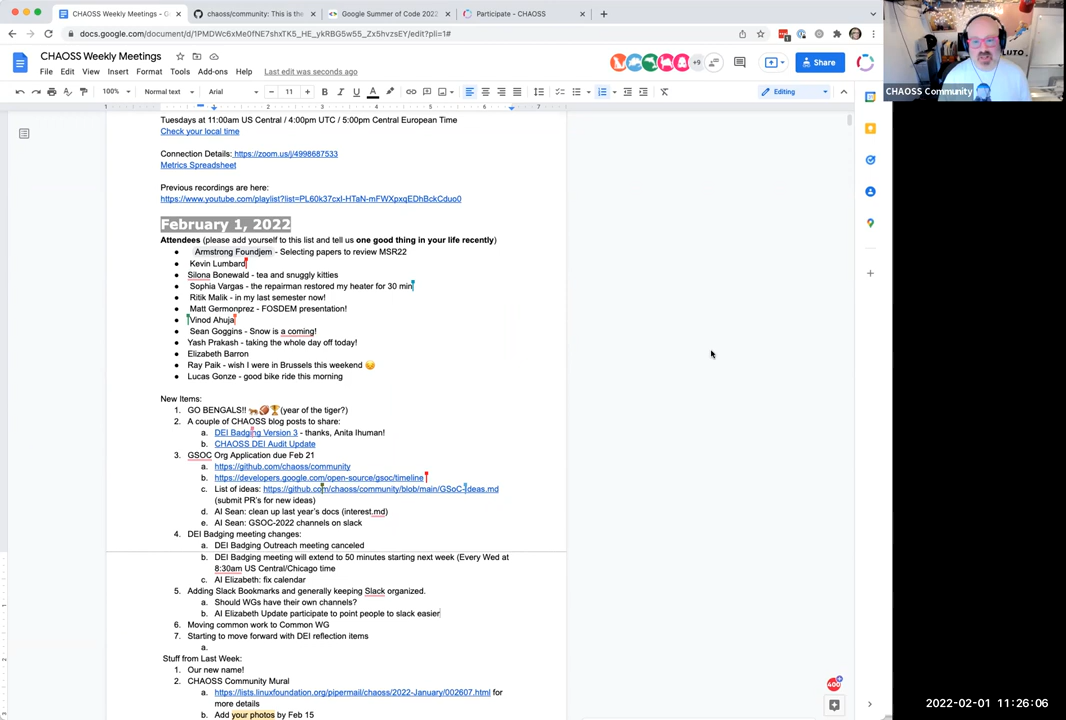 CHAOSS Weekly Meetings - G
chaoss/community: This is the
Google Summer of Code 2022
Participate - CHAOSS
docs.google.com/document/d/1PMDWc6xMe0fNE7shxTK5_HE_ykRBG5w55_Zx5hvzsEY/edit?pli=1#
CHAOSS Weekly Meetings
File Edit View Insert Format Tools Add-ons Help Last edit was seconds ago
+9
Share
100% Normal text Arial 11 B I U A
Editing
CHAOSS Community
Tuesdays at 11:00am US Central / 4:00pm UTC / 5:00pm Central European Time
Check your local time
Connection Details: https://zoom.us/j/4998687533
Metrics Spreadsheet
Previous recordings are here:
https://www.youtube.com/playlist?list=PL60k37cxI-HTaN-mFWXpxqEDhBckCduo0
February 1, 2022
Attendees (please add yourself to this list and tell us one good thing in your life recently)
● Armstrong Foundjem - Selecting papers to review MSR22
● Kevin Lumbard
● Silona Bonewald - tea and snuggly kitties
● Sophia Vargas - the repairman restored my heater for 30 min
● Ritik Malik - in my last semester now!
● Matt Germonprez - FOSDEM presentation!
● Vinod Ahuja
● Sean Goggins - Snow is a coming!
● Yash Prakash - taking the whole day off today!
● Elizabeth Barron
● Ray Paik - wish I were in Brussels this weekend 😔
● Lucas Gonze - good bike ride this morning
New Items:
1. GO BENGALS!! 🐅🏈🏆(year of the tiger?)
2. A couple of CHAOSS blog posts to share:
a. DEI Badging Version 3 - thanks, Anita Ihuman!
b. CHAOSS DEI Audit Update
3. GSOC Org Application due Feb 21
a. https://github.com/chaoss/community
b. https://developers.google.com/open-source/gsoc/timeline
c. List of ideas: https://github.com/chaoss/community/blob/main/GSoC-Ideas.md
(submit PR's for new ideas)
d. AI Sean: clean up last year's docs (interest.md)
e. AI Sean: GSOC-2022 channels on slack
4. DEI Badging meeting changes:
a. DEI Badging Outreach meeting canceled
b. DEI Badging meeting will extend to 50 minutes starting next week (Every Wed at
8:30am US Central/Chicago time
c. AI Elizabeth: fix calendar
5. Adding Slack Bookmarks and generally keeping Slack organized.
a. Should WGs have their own channels?
b. AI Elizabeth Update participate to point people to slack easier
6. Moving common work to Common WG
7. Starting to move forward with DEI reflection items
a.
Stuff from Last Week:
1. Our new name!
2. CHAOSS Community Mural
a. https://lists.linuxfoundation.org/pipermail/chaoss/2022-January/002607.html for
more details
b. Add your photos by Feb 15
400
2022-02-01 11:26:06